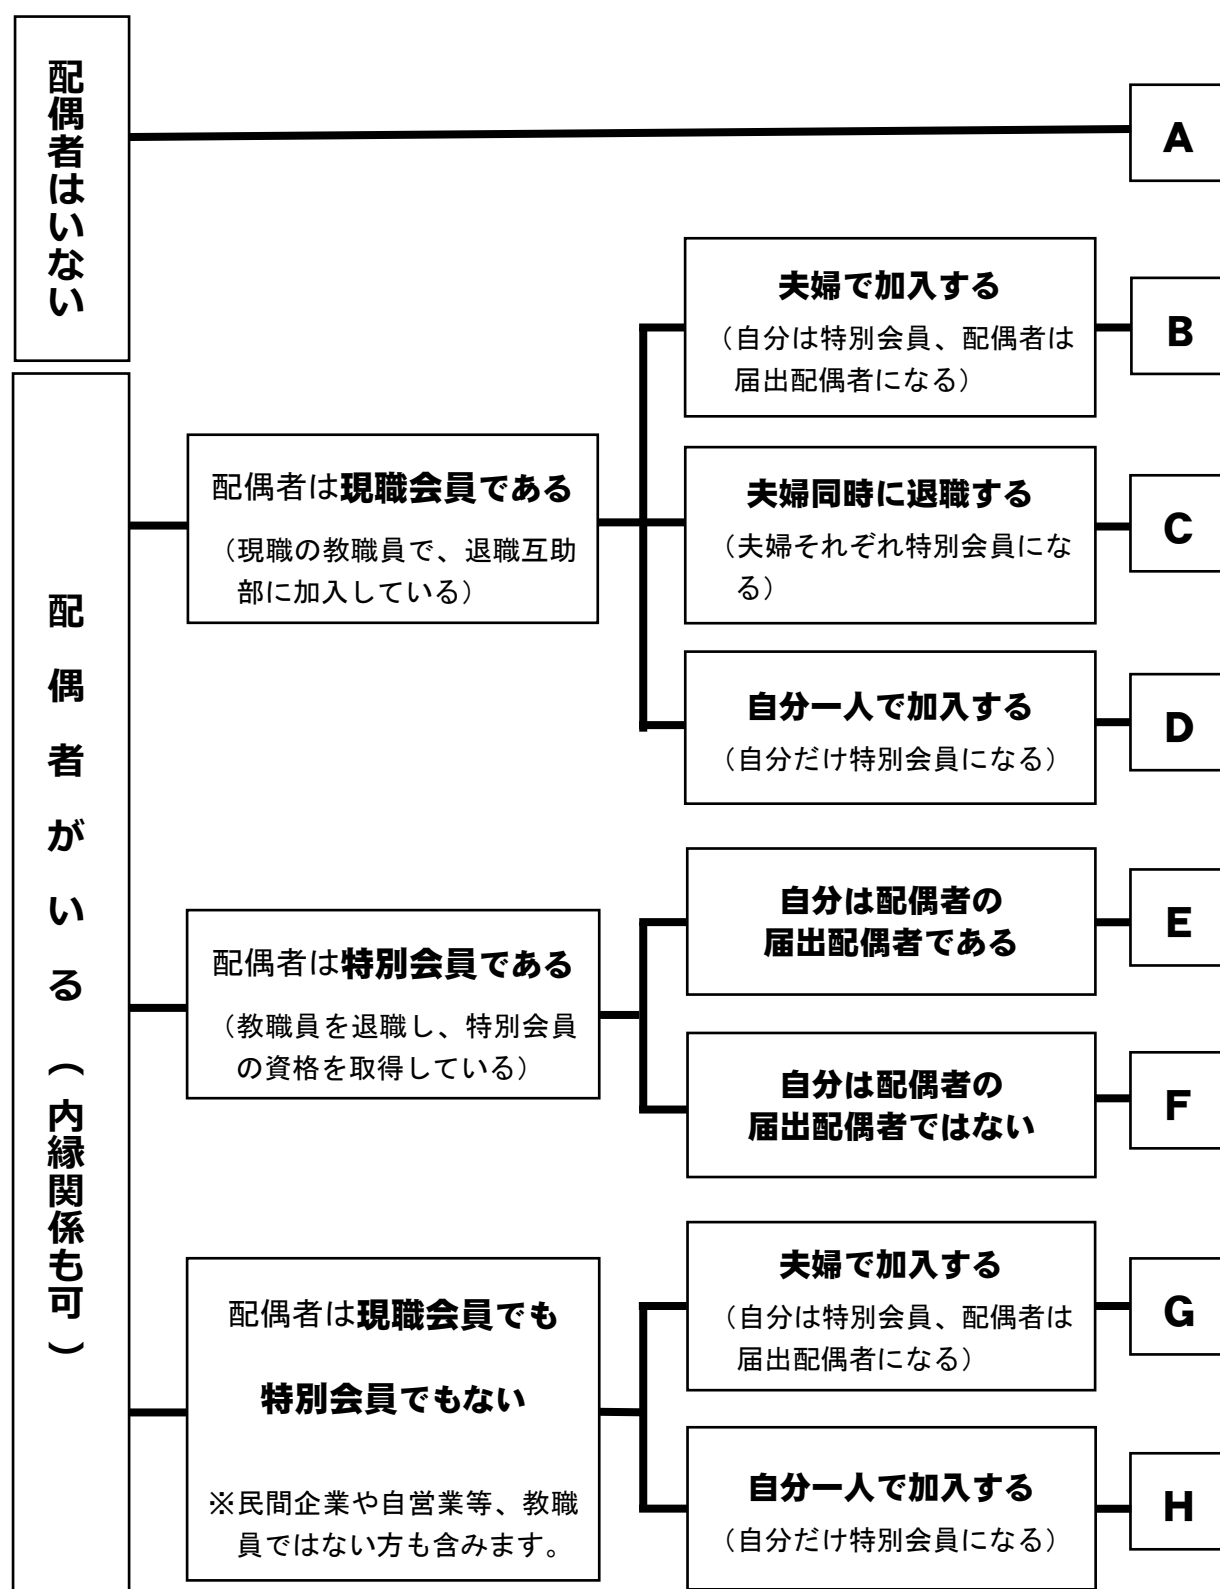 配偶者はいない
A
配偶者がいる（内縁関係も可）
配偶者は現職会員である
（現職の教職員で、退職互助
部に加入している）
夫婦で加入する
（自分は特別会員、配偶者は
届出配偶者になる）
B
夫婦同時に退職する
（夫婦それぞれ特別会員にな
る）
C
自分一人で加入する
（自分だけ特別会員になる）
D
配偶者は特別会員である
（教職員を退職し、特別会員
の資格を取得している）
自分は配偶者の
届出配偶者である
E
自分は配偶者の
届出配偶者ではない
F
配偶者は現職会員でも
特別会員でもない
※民間企業や自営業等、教職
員ではない方も含みます。
夫婦で加入する
（自分は特別会員、配偶者は
届出配偶者になる）
G
自分一人で加入する
（自分だけ特別会員になる）
H